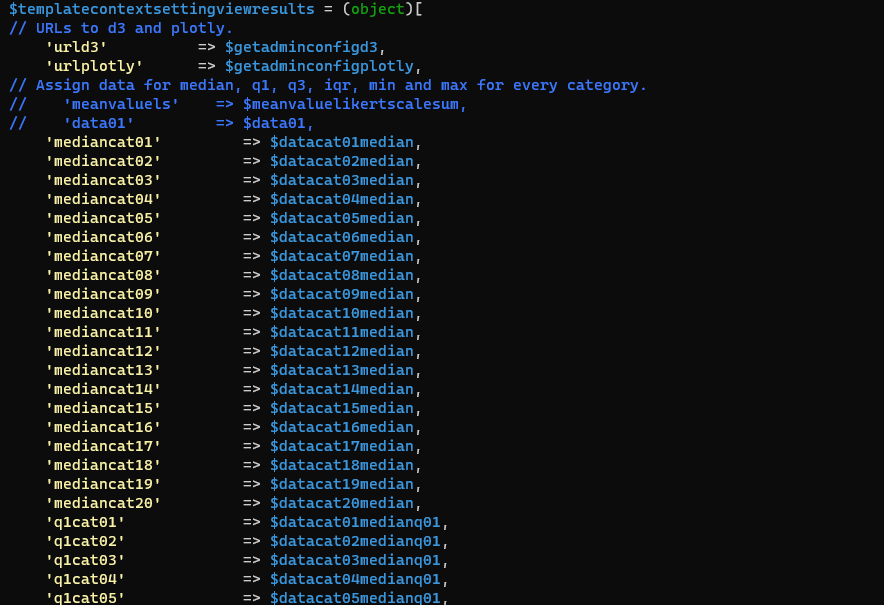 $templatecontextsettingviewresults = (object)[
// URLs to d3 and plotly.
    'urld3'          => $getadminconfigd3,
    'urlplotly'      => $getadminconfigplotly,
// Assign data for median, q1, q3, iqr, min and max for every category.
//    'meanvaluels'    => $meanvaluelikertscalesum,
//    'data01'         => $data01,
    'mediancat01'         => $datacat01median,
    'mediancat02'         => $datacat02median,
    'mediancat03'         => $datacat03median,
    'mediancat04'         => $datacat04median,
    'mediancat05'         => $datacat05median,
    'mediancat06'         => $datacat06median,
    'mediancat07'         => $datacat07median,
    'mediancat08'         => $datacat08median,
    'mediancat09'         => $datacat09median,
    'mediancat10'         => $datacat10median,
    'mediancat11'         => $datacat11median,
    'mediancat12'         => $datacat12median,
    'mediancat13'         => $datacat13median,
    'mediancat14'         => $datacat14median,
    'mediancat15'         => $datacat15median,
    'mediancat16'         => $datacat16median,
    'mediancat17'         => $datacat17median,
    'mediancat18'         => $datacat18median,
    'mediancat19'         => $datacat19median,
    'mediancat20'         => $datacat20median,
    'q1cat01'             => $datacat01medianq01,
    'q1cat02'             => $datacat02medianq01,
    'q1cat03'             => $datacat03medianq01,
    'q1cat04'             => $datacat04medianq01,
    'q1cat05'             => $datacat05medianq01,